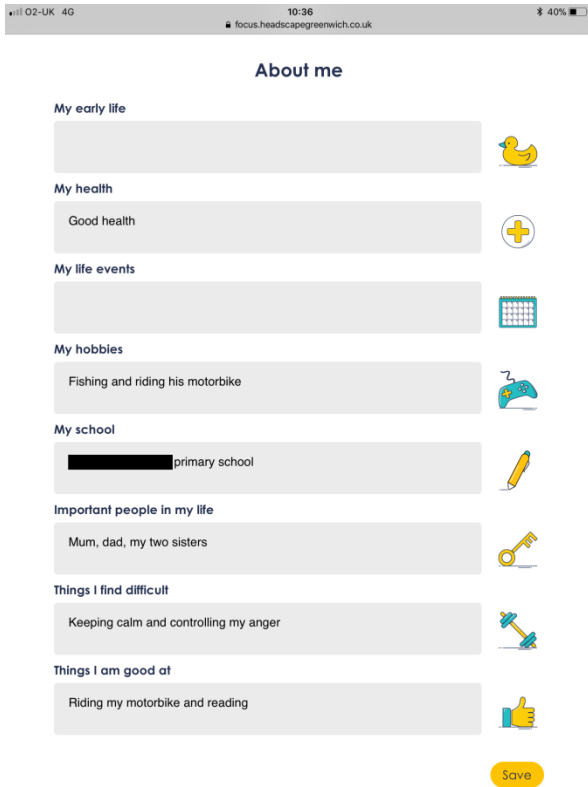 O2-UK 4G
10:36
40%
focus.headscapegreenwich.co.uk
About me
My early life
My health
Good health
My life events
My hobbies
Fishing and riding his motorbike
My school
primary school
Important people in my life
Mum, dad, my two sisters
Things I find difficult
Keeping calm and controlling my anger
Things I am good at
Riding my motorbike and reading
Save